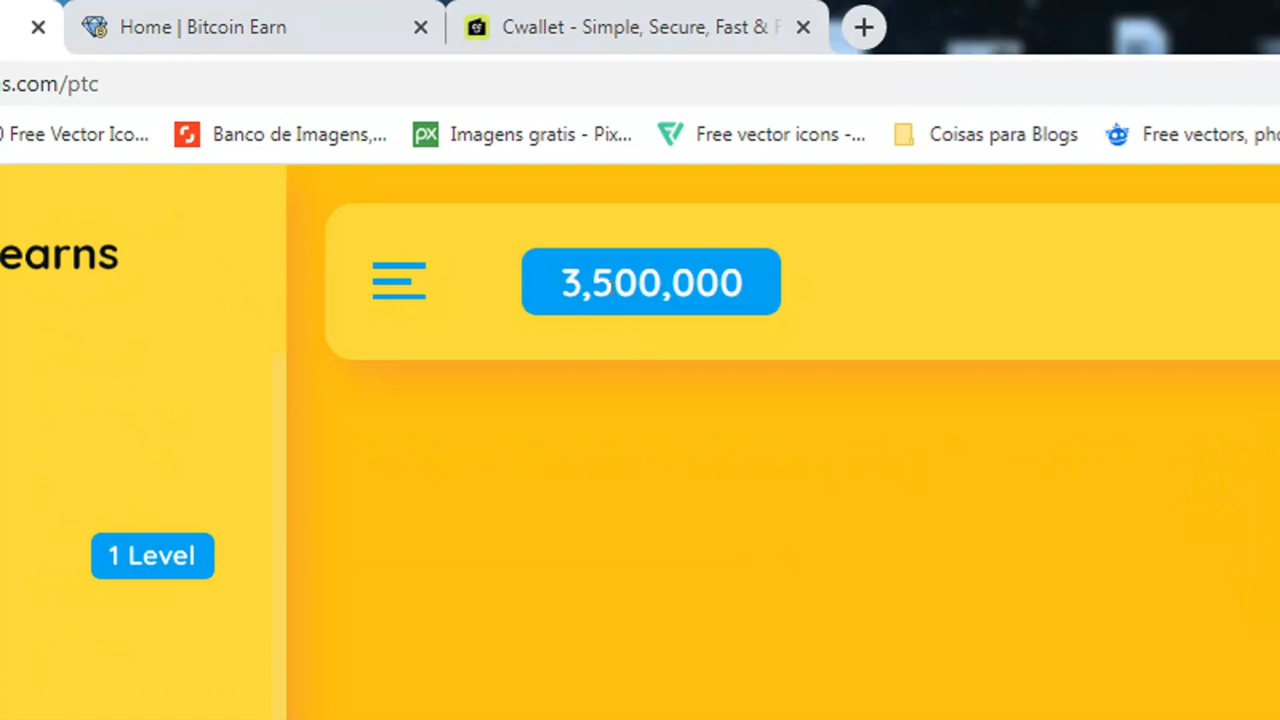 Home | Bitcoin Earn
Cwallet - Simple, Secure, Fast &
s.com/ptc
Free Vector Ico...
Banco de Imagens,...
px
Imagens gratis - Pix...
Free vector icons -...
Coisas para Blogs
Free vectors, pho
earns
3,500,000
1 Level